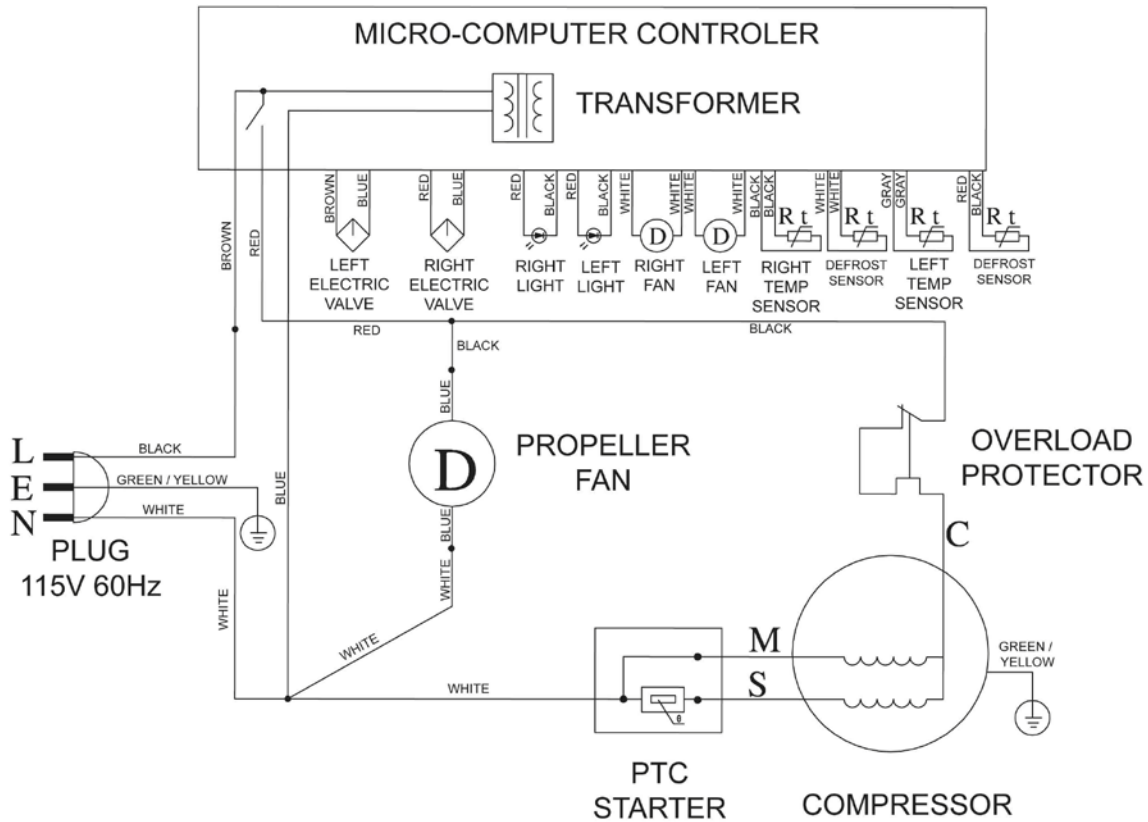 MICRO-COMPUTER CONTROLER
TRANSFORMER
BROWN
RED
BROWN
BLUE
LEFT
ELECTRIC
VALVE
RED
BLUE
RIGHT
ELECTRIC
VALVE
RED
BLACK
RIGHT
LIGHT
RED
BLACK
LEFT
LIGHT
WHITE
WHITE
D
RIGHT
FAN
WHITE
WHITE
D
LEFT
FAN
BLACK
BLACK
R t
RIGHT
TEMP
SENSOR
WHITE
WHITE
R t
DEFROST
SENSOR
GRAY
GRAY
R t
LEFT
TEMP
SENSOR
RED
BLACK
R t
DEFROST
SENSOR
RED
BLACK
BLACK
BLUE
D
PROPELLER
FAN
BLUE
WHITE
WHITE
OVERLOAD
PROTECTOR
L
BLACK
E
GREEN / YELLOW
N
WHITE
PLUG
115V 60Hz
BLUE
WHITE
WHITE
C
M
S
θ
GREEN /
YELLOW
PTC
STARTER
COMPRESSOR